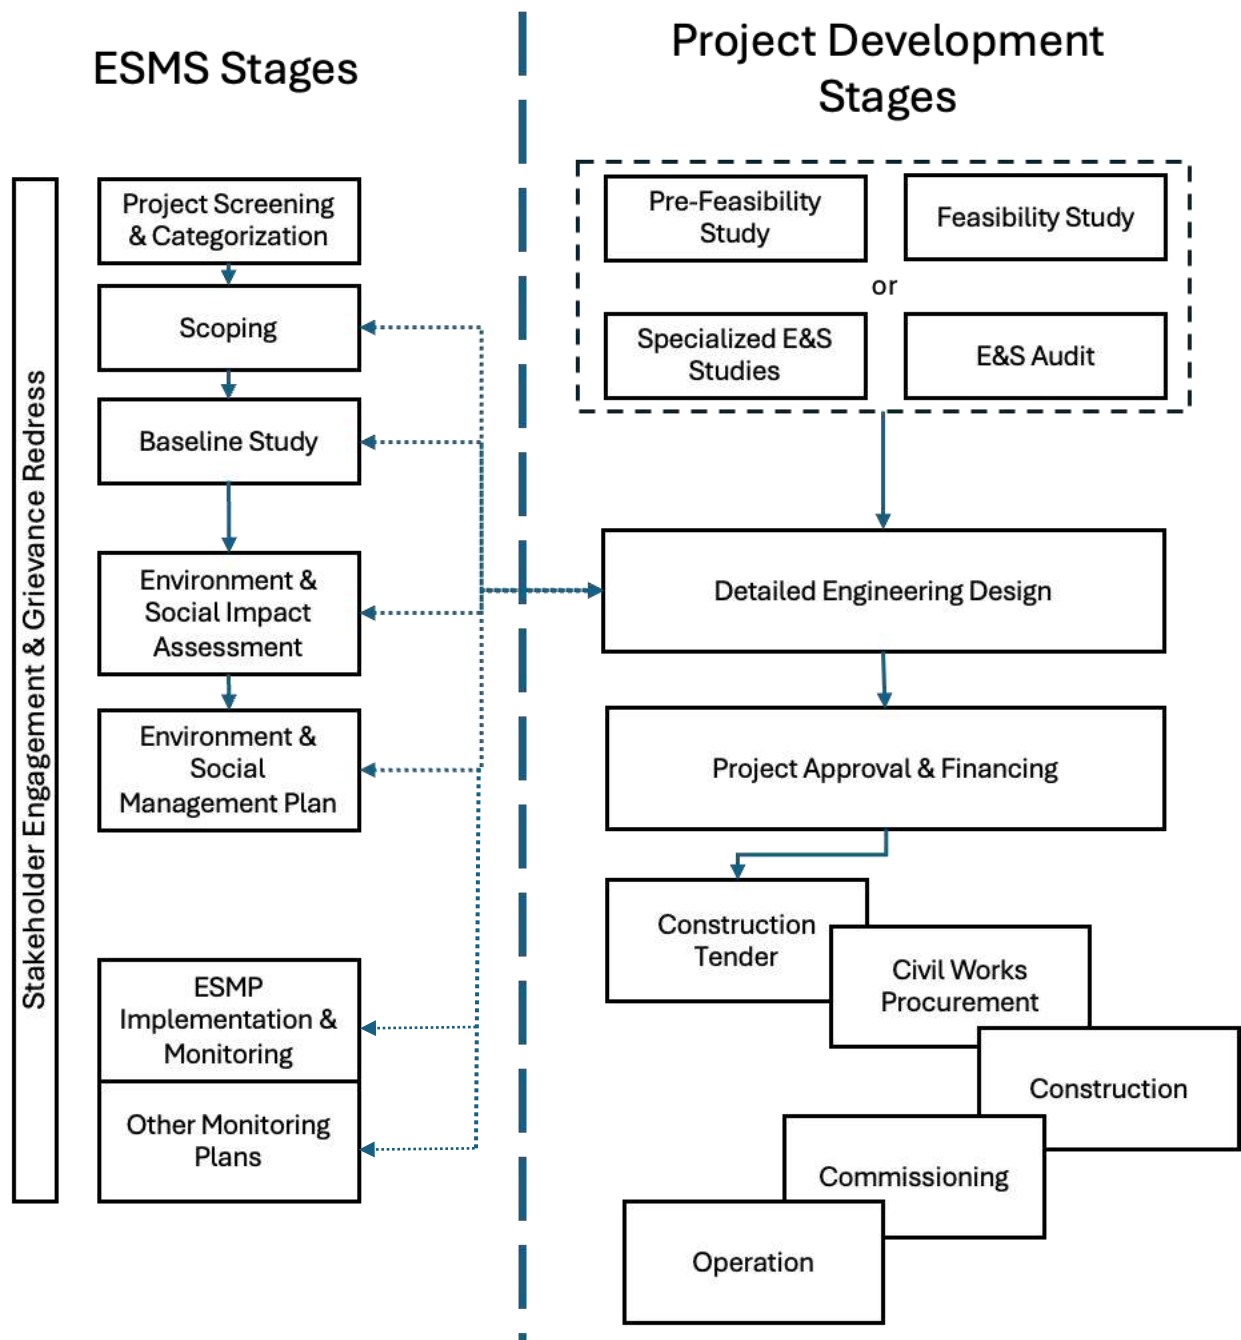 ESMS Stages
Project Development
Stages
Stakeholder Engagement & Grievance Redress
Project Screening
& Categorization
Scoping
Baseline Study
Environment &
Social Impact
Assessment
Environment &
Social
Management Plan
ESMP
Implementation &
Monitoring
Other Monitoring
Plans
Pre-Feasibility
Study
Feasibility Study
or
Specialized E&S
Studies
E&S Audit
Detailed Engineering Design
Project Approval & Financing
Construction
Tender
Civil Works
Procurement
Construction
Commissioning
Operation